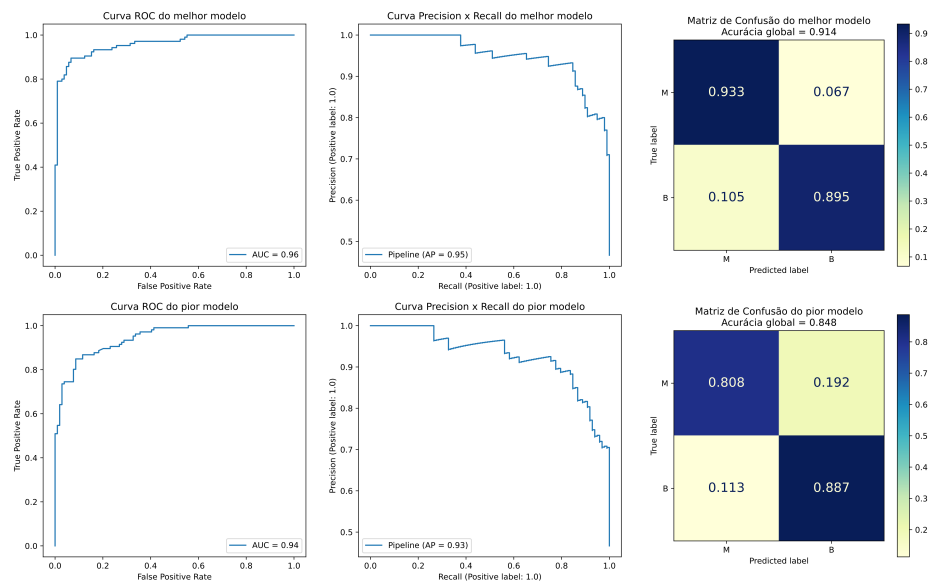 Curva ROC do melhor modelo
1.0
0.8
0.6
0.4
0.2
0.0
True Positive Rate
0.0 0.2 0.4 0.6 0.8 1.0
False Positive Rate
AUC = 0.96
Curva Precision x Recall do melhor modelo
1.0
0.9
0.8
0.7
0.6
0.5
Precision (Positive label: 1.0)
0.0 0.2 0.4 0.6 0.8 1.0
Recall (Positive label: 1.0)
Pipeline (AP = 0.95)
Matriz de Confusão do melhor modelo
Acurácia global = 0.914
M
B
True label
0.933 0.067
0.105 0.895
M B
Predicted label
0.9
0.8
0.7
0.6
0.5
0.4
0.3
0.2
0.1
Curva ROC do pior modelo
1.0
0.8
0.6
0.4
0.2
0.0
True Positive Rate
0.0 0.2 0.4 0.6 0.8 1.0
False Positive Rate
AUC = 0.94
Curva Precision x Recall do pior modelo
1.0
0.9
0.8
0.7
0.6
0.5
Precision (Positive label: 1.0)
0.0 0.2 0.4 0.6 0.8 1.0
Recall (Positive label: 1.0)
Pipeline (AP = 0.93)
Matriz de Confusão do pior modelo
Acurácia global = 0.848
M
B
True label
0.808 0.192
0.113 0.887
M B
Predicted label
0.8
0.7
0.6
0.5
0.4
0.3
0.2